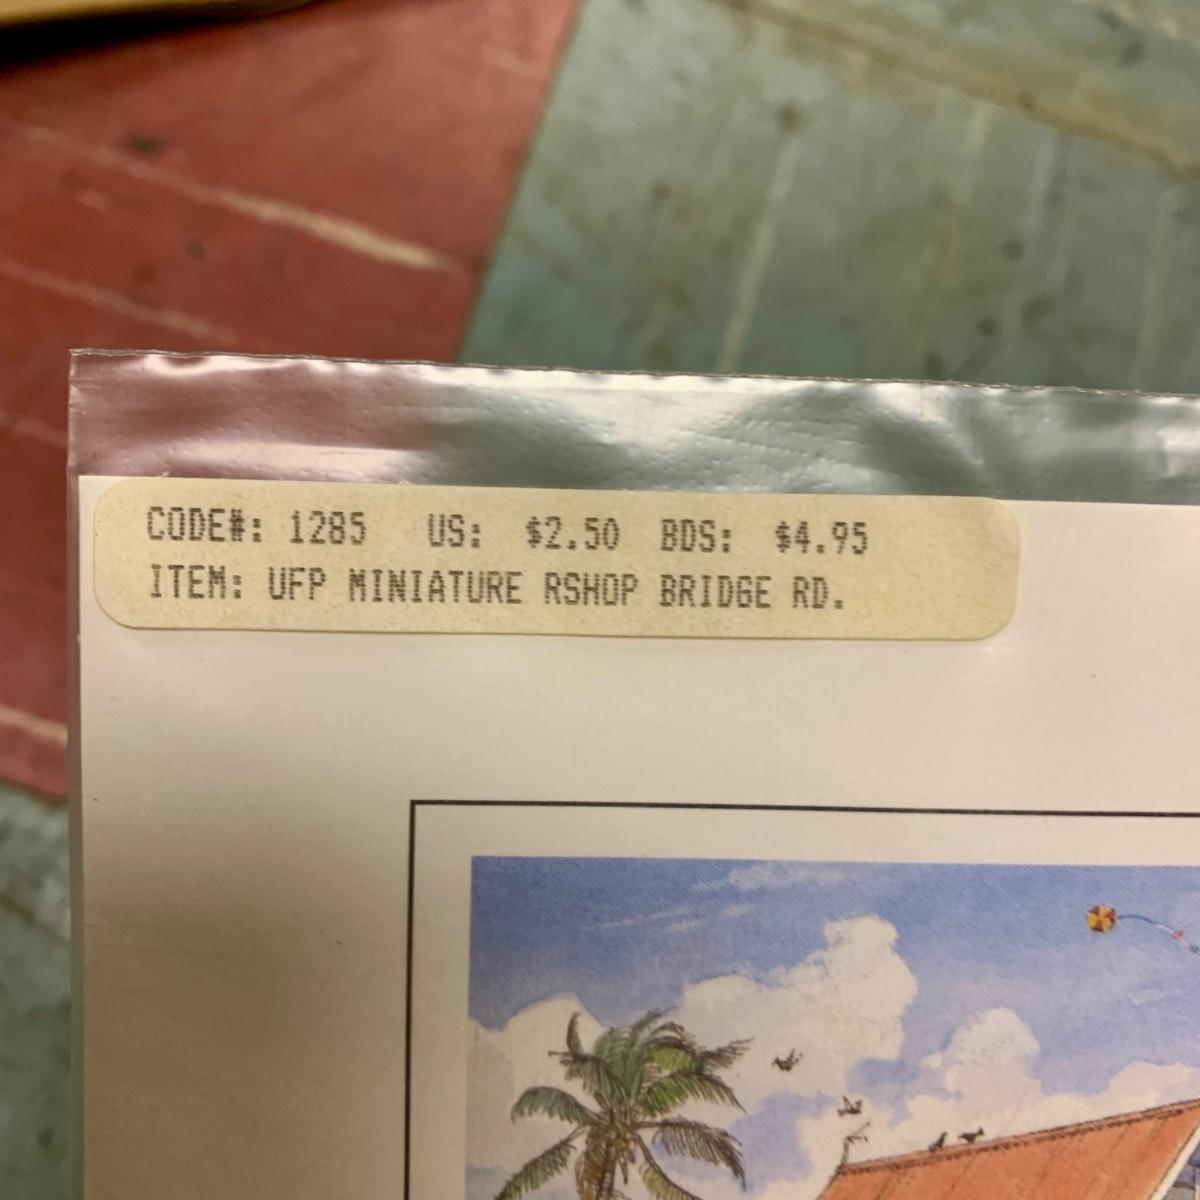 CODE#: 1285 US: $2.50 BDS: $4.95
ITEM: UFP MINIATURE RSHOP BRIDGE RD.